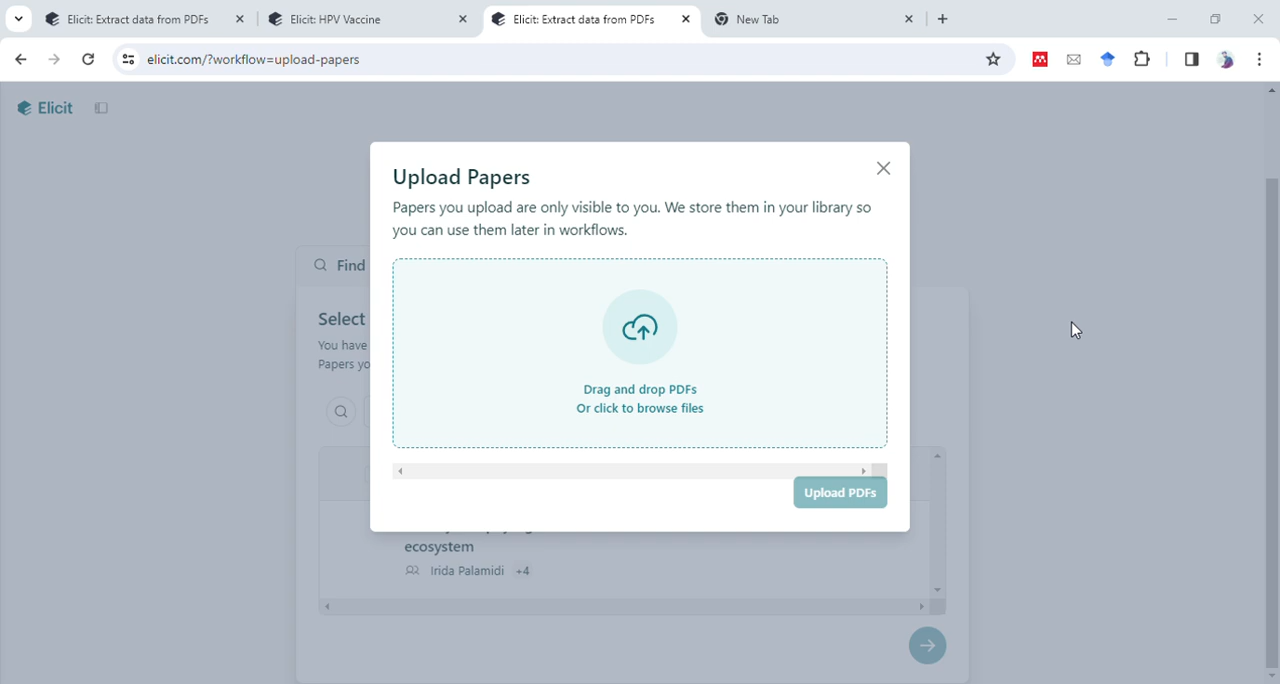 Elicit: Extract data from PDFs
Elicit: HPV Vaccine
Elicit: Extract data from PDFs
New Tab
elicit.com/?workflow=upload-papers
Elicit
Upload Papers
Papers you upload are only visible to you. We store them in your library so
you can use them later in workflows.
Find
Select
You have
Papers yo
Drag and drop PDFs
Or click to browse files
Upload PDFs
ecosystem
Irida Palamidi +4